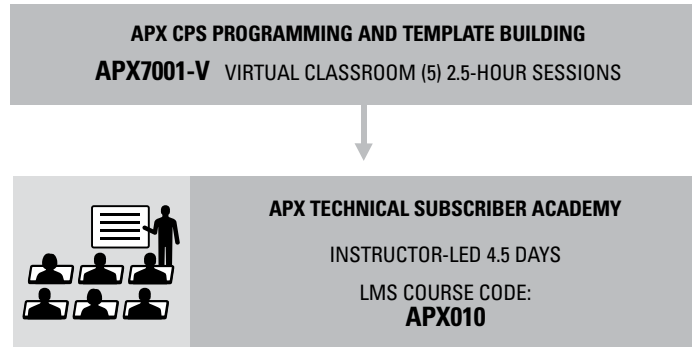 APX CPS PROGRAMMING AND TEMPLATE BUILDING
APX7001-V VIRTUAL CLASSROOM (5) 2.5-HOUR SESSIONS
APX TECHNICAL SUBSCRIBER ACADEMY
INSTRUCTOR-LED 4.5 DAYS
LMS COURSE CODE:
APX010